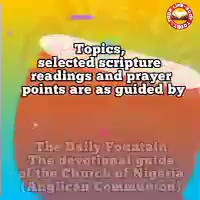 Topics,
selected scripture
readings and prayer
points are as guided by
The Daily Fountain
The devotional guide
of the Church of Nigeria
(Anglican Communion)